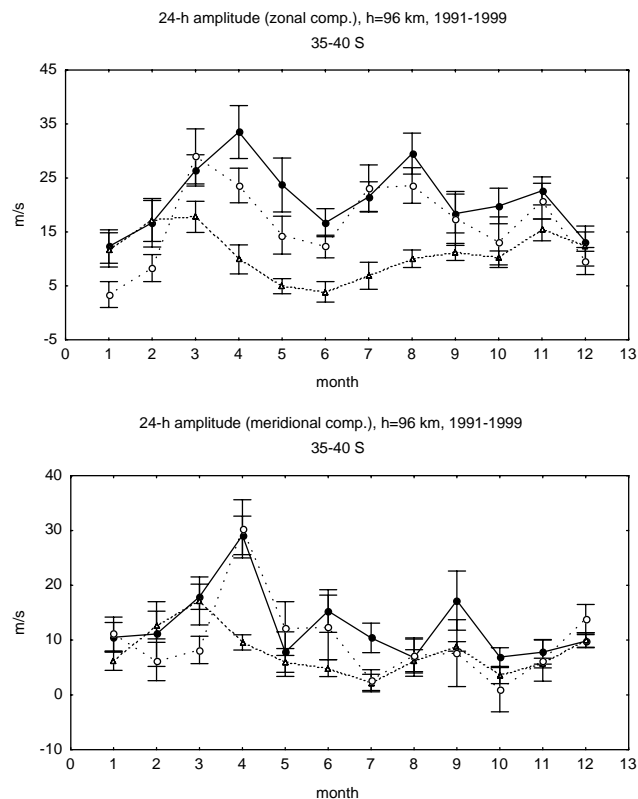 24-h amplitude (zonal comp.), h=96 km, 1991-1999
35-40 S
45
35
25
15
5
-5
m/s
0 1 2 3 4 5 6 7 8 9 10 11 12 13
month
24-h amplitude (meridional comp.), h=96 km, 1991-1999
35-40 S
40
30
20
10
0
-10
m/s
0 1 2 3 4 5 6 7 8 9 10 11 12 13
month